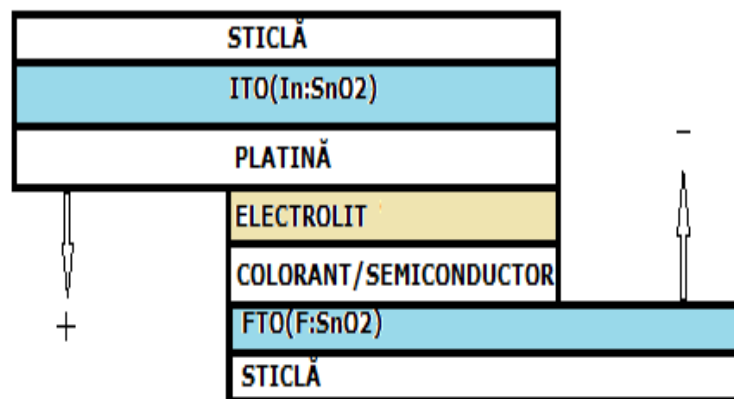 STICLĂ
ITO(In:SnO2)
PLATINĂ
−
ELECTROLIT
COLORANT/SEMICONDUCTOR
+
FTO(F:SnO2)
STICLĂ